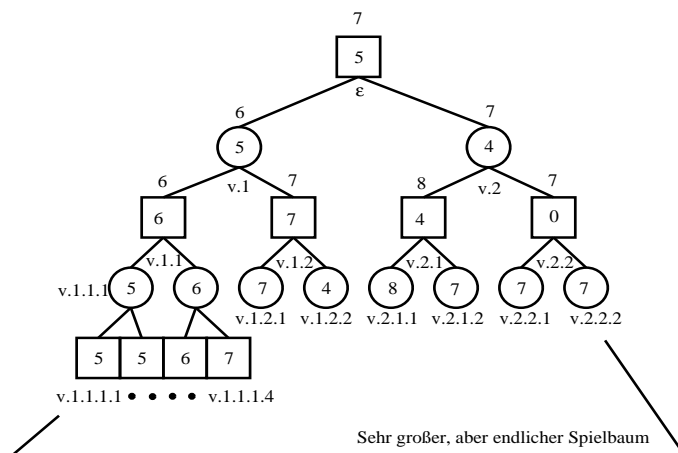 7
5
ε
6 7
5 4
6 v.1 7 8 v.2 7
6 7 4 0
v.1.1 v.1.2 v.2.1 v.2.2
v.1.1.1 5 6 7 4 8 7 7 7
v.1.2.1 v.1.2.2 v.2.1.1 v.2.1.2 v.2.2.1 v.2.2.2
5 5 6 7
v.1.1.1.1 • • • • v.1.1.1.4
Sehr großer, aber endlicher Spielbaum